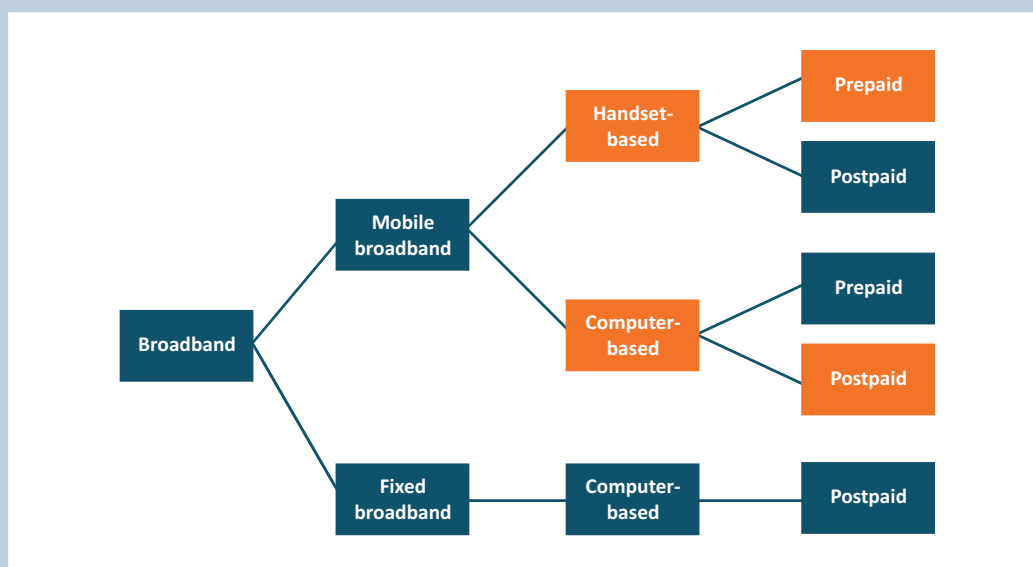 Prepaid
Handset-
based
Postpaid
Mobile
broadband
Prepaid
Computer-
based
Broadband
Postpaid
Fixed
broadband
Computer-
based
Postpaid